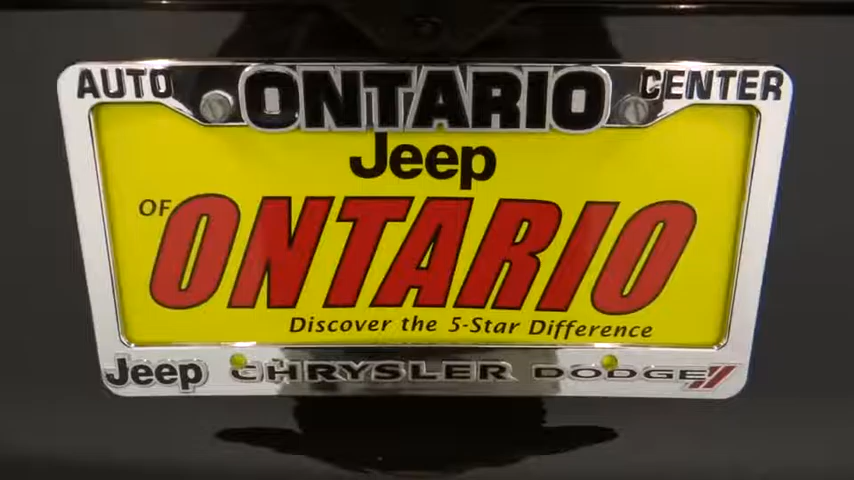 AUTO ONTARIO CENTER
Jeep
OF ONTARIO
Discover the 5-Star Difference
Jeep CHRYSLER DODGE